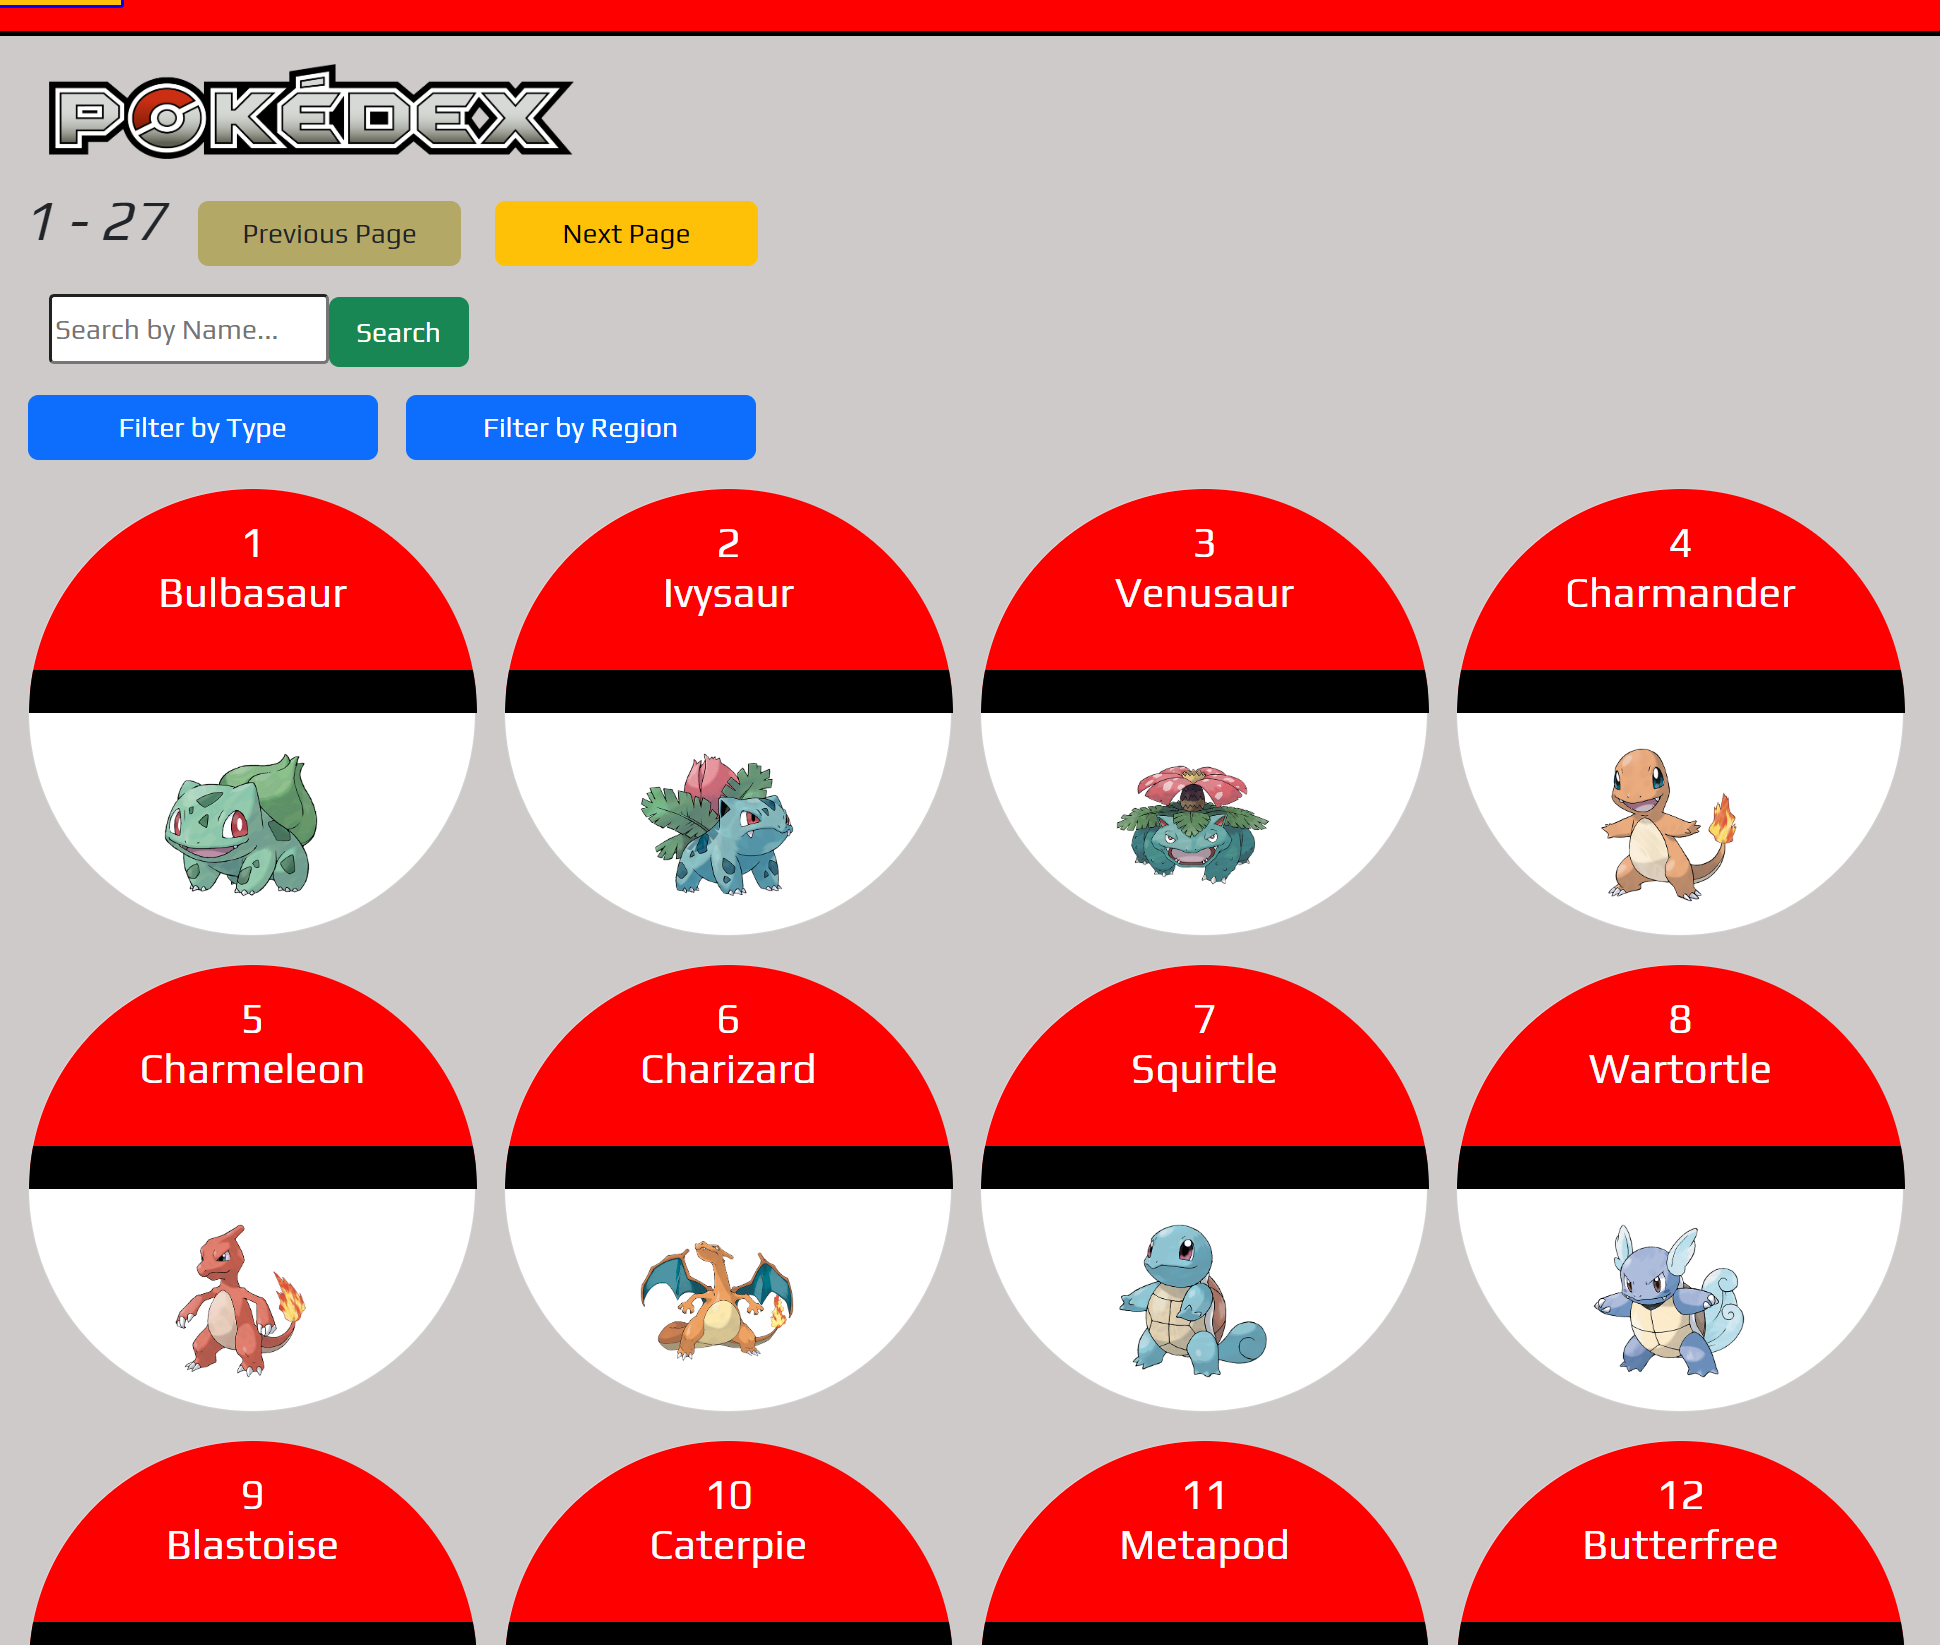 POKÉDEX
1 - 27
Previous Page
Next Page
Search by Name...
Search
Filter by Type
Filter by Region
1
Bulbasaur
2
Ivysaur
3
Venusaur
4
Charmander
5
Charmeleon
6
Charizard
7
Squirtle
8
Wartortle
9
Blastoise
10
Caterpie
11
Metapod
12
Butterfree